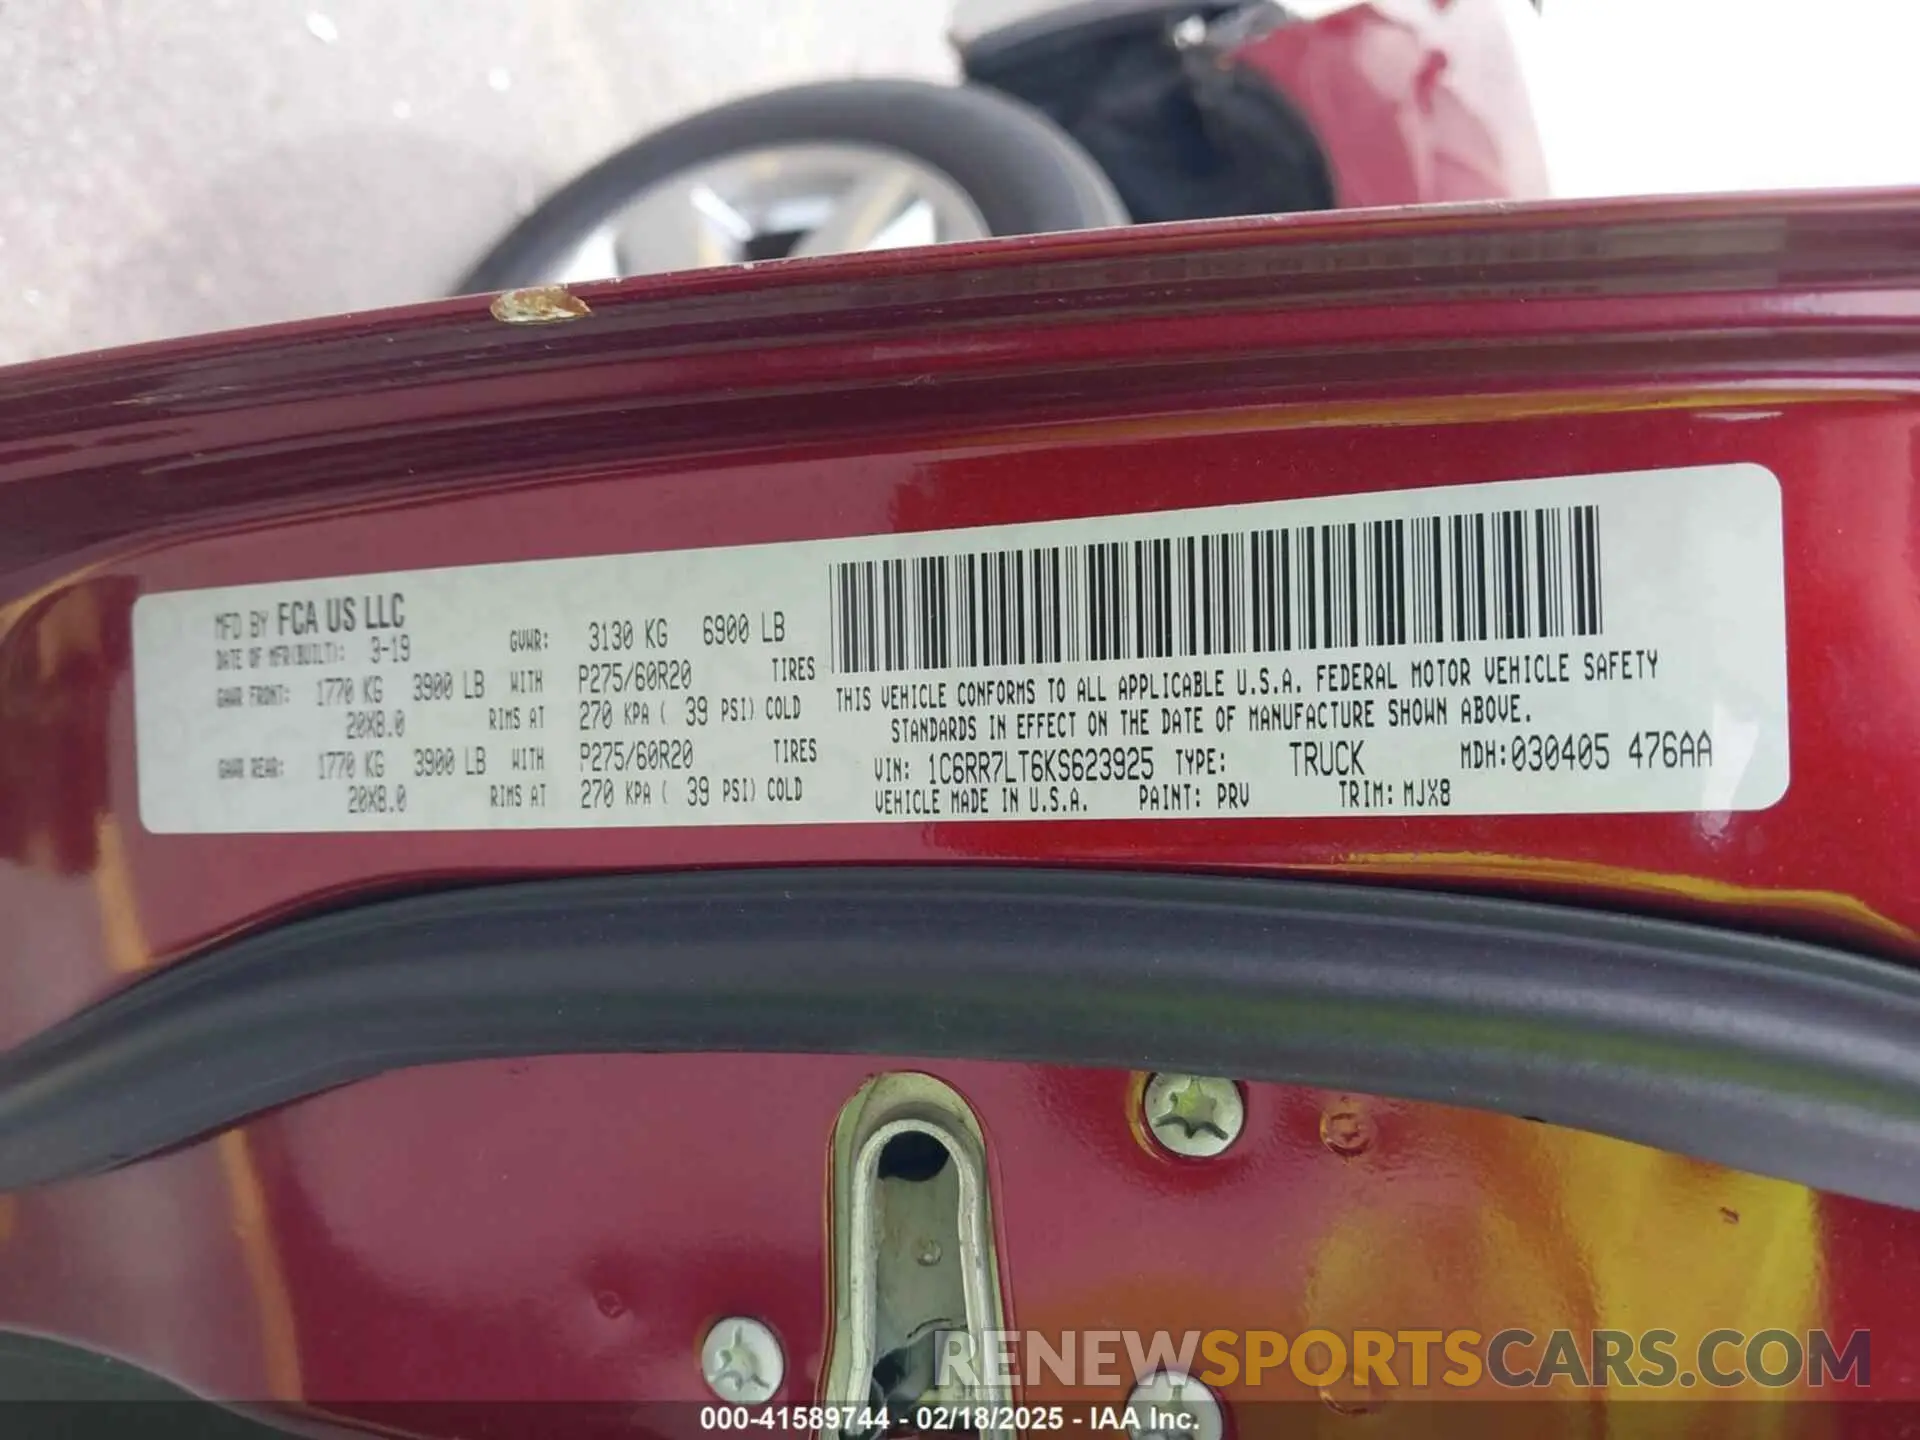 MFD BY FCA US LLC
DATE OF MFR(BUILT): 3-19 GVWR: 3130 KG 6900 LB
GAWR FRONT: 1770 KG 3900 LB WITH P275/60R20 TIRES
20X8.0 RIMS AT 270 KPA ( 39 PSI) COLD
GAWR REAR: 1770 KG 3900 LB WITH P275/60R20 TIRES
20X8.0 RIMS AT 270 KPA ( 39 PSI) COLD
THIS VEHICLE CONFORMS TO ALL APPLICABLE U.S.A. FEDERAL MOTOR VEHICLE SAFETY
STANDARDS IN EFFECT ON THE DATE OF MANUFACTURE SHOWN ABOVE.
VIN: 1C6RR7LT6KS623925 TYPE: TRUCK MDH:030405 476AA
VEHICLE MADE IN U.S.A. PAINT: PRV TRIM: MJX8
RENEWSPORTSCARS.COM
000-41589744 - 02/18/2025 - IAA Inc.